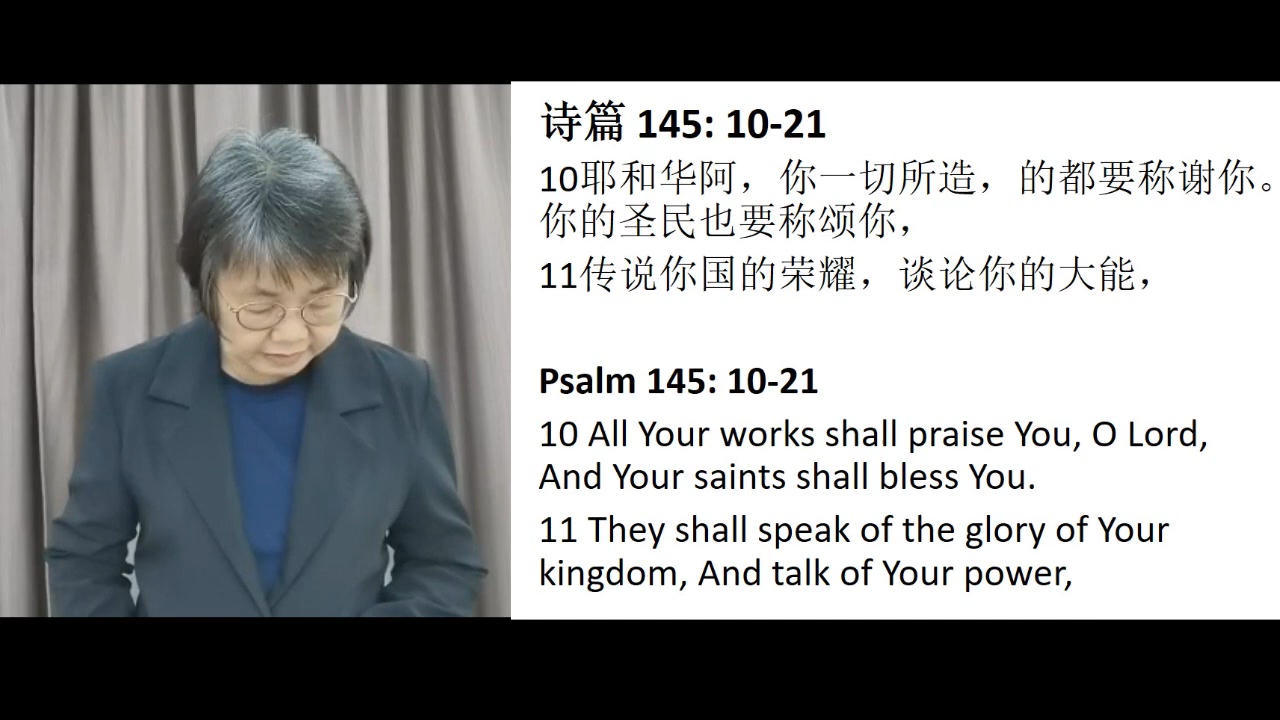 诗篇 145: 10-21
10耶和华阿，你一切所造，的都要称谢你。
你的圣民也要称颂你，
11传说你国的荣耀，谈论你的大能，
Psalm 145: 10-21
10 All Your works shall praise You, O Lord,
And Your saints shall bless You.
11 They shall speak of the glory of Your
kingdom, And talk of Your power,